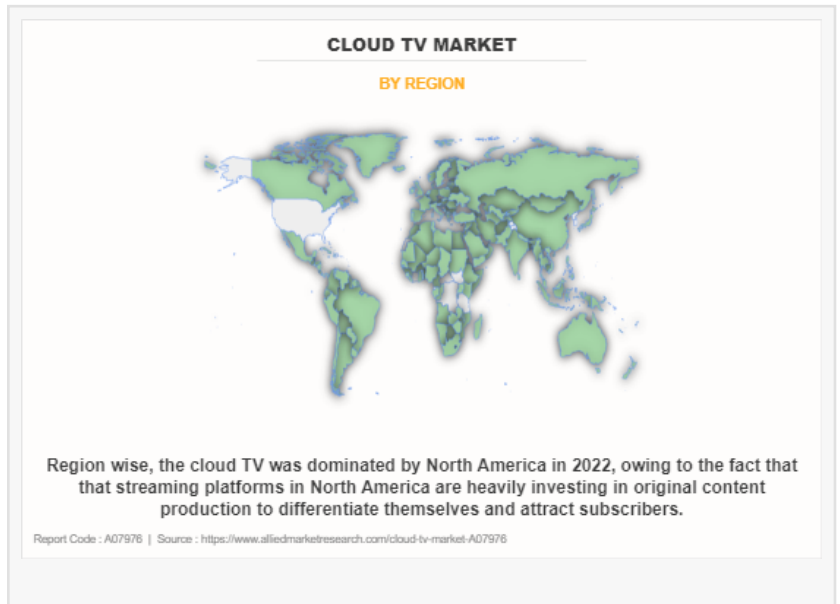 CLOUD TV MARKET
BY REGION
Region wise, the cloud TV was dominated by North America in 2022, owing to the fact that
that streaming platforms in North America are heavily investing in original content
production to differentiate themselves and attract subscribers.
Report Code : A07976 | Source : https://www.alliedmarketresearch.com/cloud-tv-market-A07976